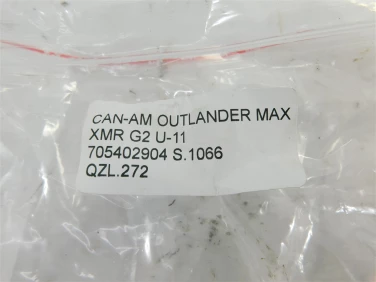 CAN-AM OUTLANDER MAX
XMR G2 U-11
705402904 S.1066
QZL.272